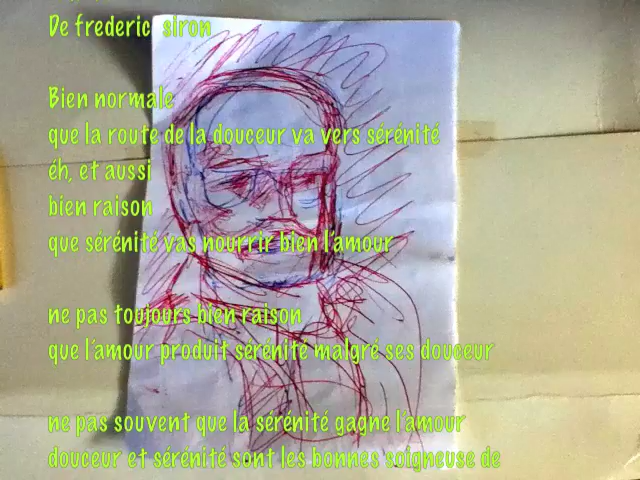 De frederic siron
Bien normale
que la route de la douceur va vers sérénité
éh, et aussi
bien raison
que sérénité vas nourrir bien l'amour
ne pas toujours bien raison
que l'amour produit sérénité malgré ses douceur
ne pas souvent que la sérénité gagne l'amour
douceur et sérénité sont les bonnes soigneuse de